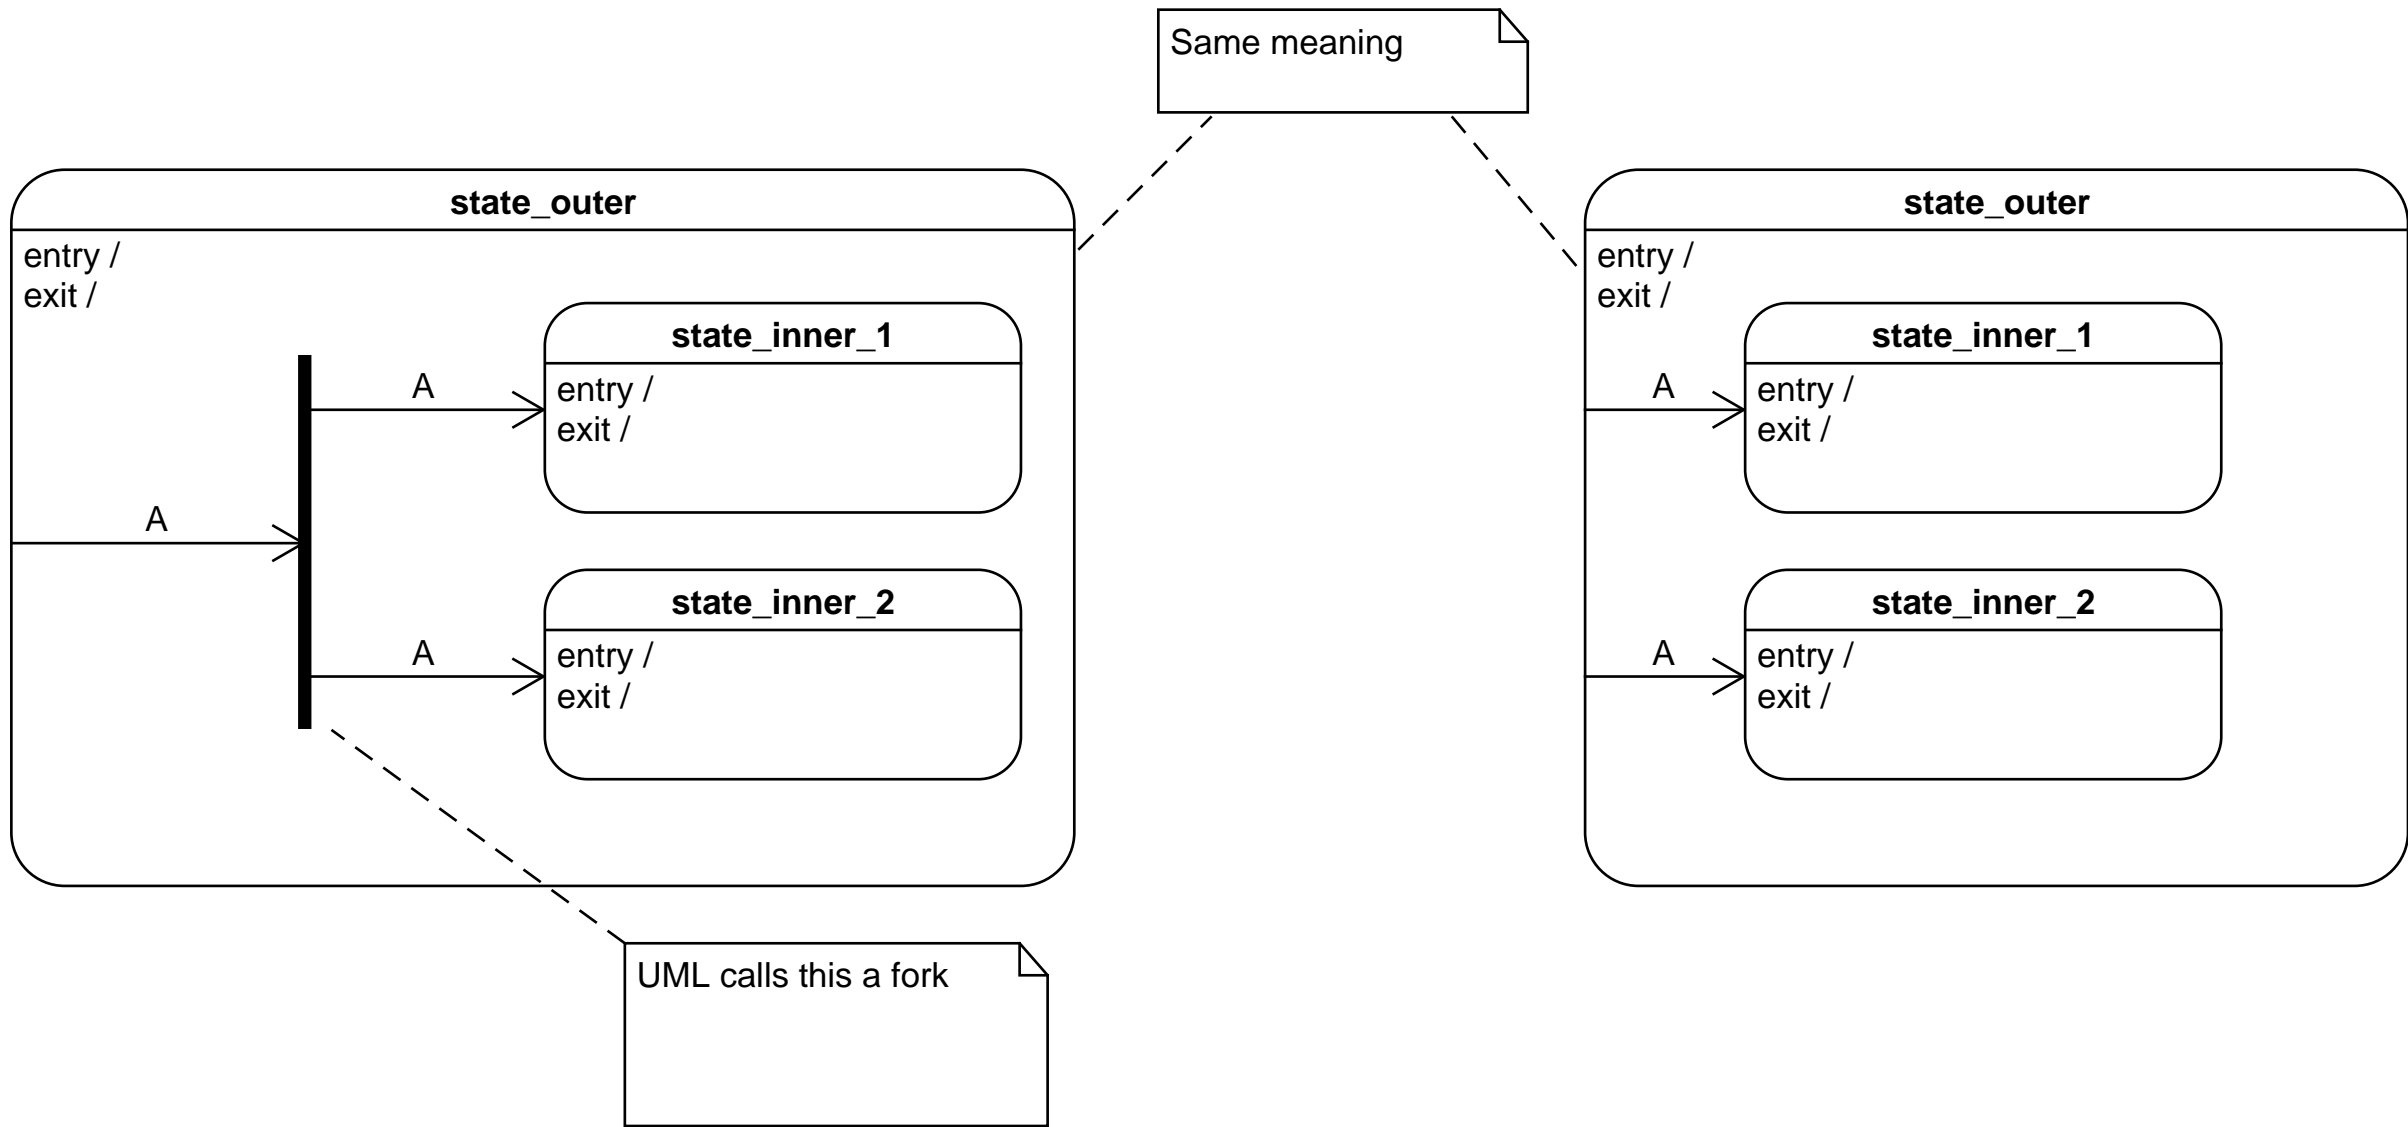 Same meaning
state_outer
entry /
exit /
state_inner_1
entry /
exit /
A
A
state_inner_2
entry /
exit /
A
UML calls this a fork
state_outer
entry /
exit /
state_inner_1
entry /
exit /
A
state_inner_2
entry /
exit /
A